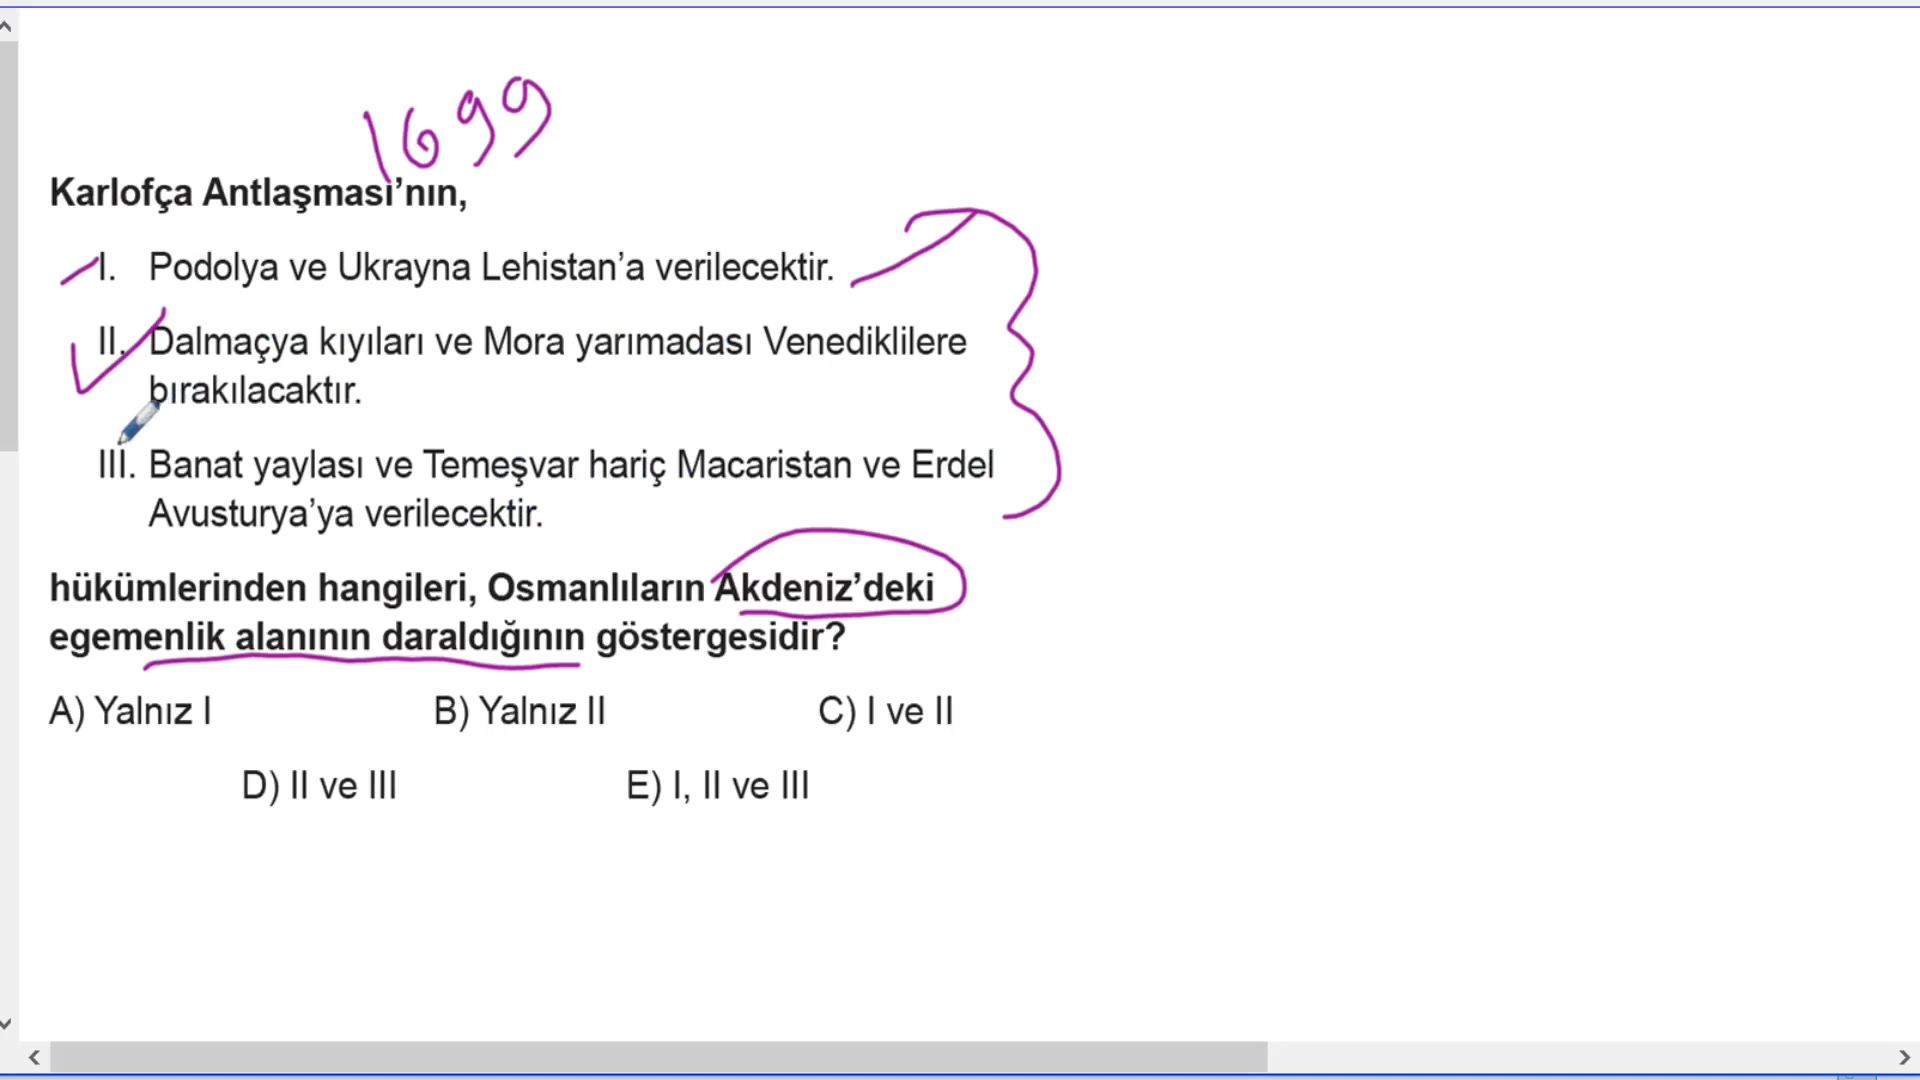 1699
Karlofça Antlaşması’nın,
I. Podolya ve Ukrayna Lehistan’a verilecektir.
II. Dalmaçya kıyıları ve Mora yarımadası Venediklilere
bırakılacaktır.
III. Banat yaylası ve Temeşvar hariç Macaristan ve Erdel
Avusturya’ya verilecektir.
hükümlerinden hangileri, Osmanlıların Akdeniz’deki
egemenlik alanının daraldığının göstergesidir?
A) Yalnız I B) Yalnız II C) I ve II
D) II ve III E) I, II ve III